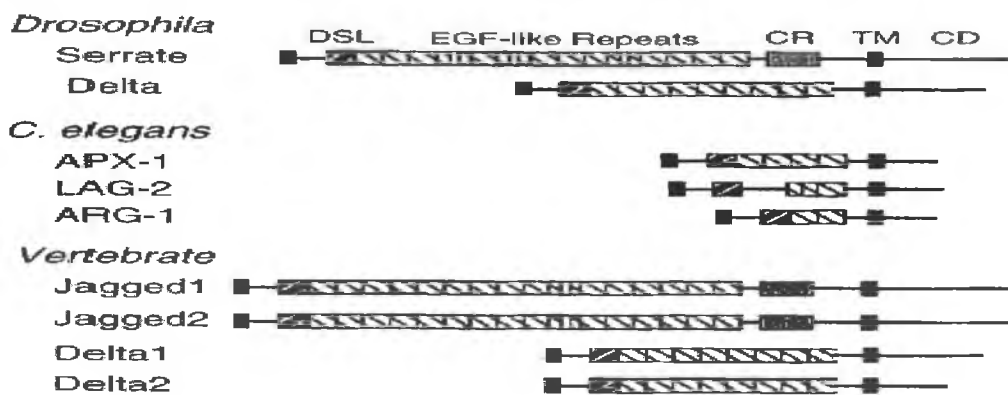 Drosophila
DSL EGF-like Repeats CR TM CD
Serrate
Delta
C. elegans
APX-1
LAG-2
ARG-1
Vertebrate
Jagged1
Jagged2
Delta1
Delta2